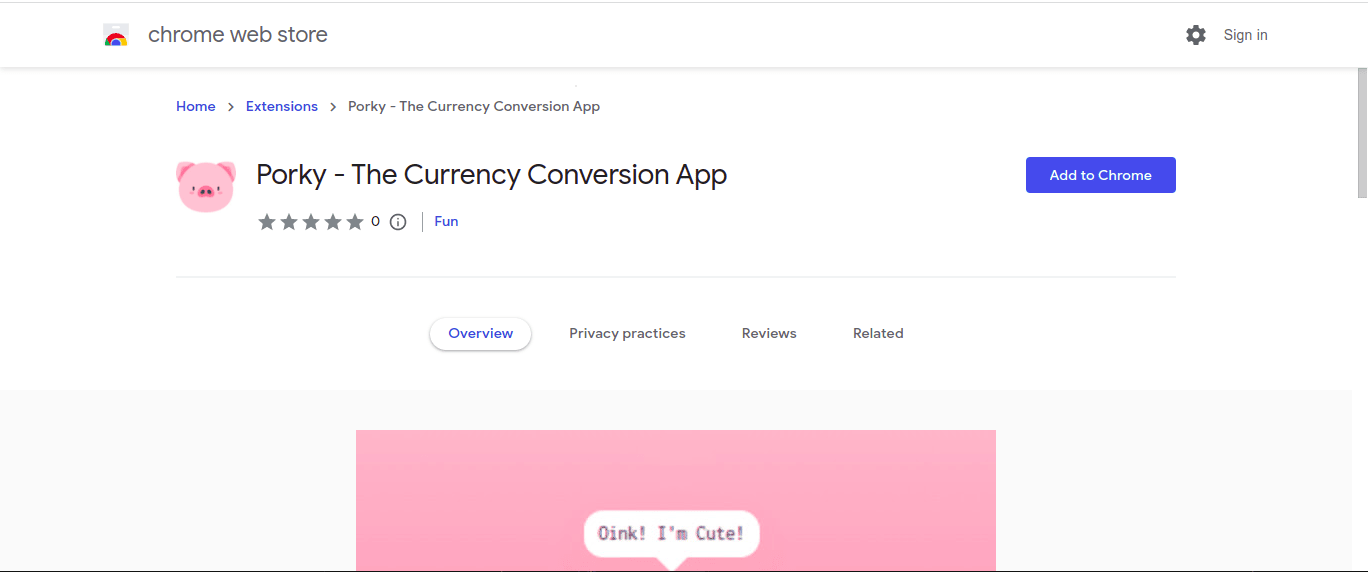 chrome web store
Sign in
Home > Extensions > Porky - The Currency Conversion App
Porky - The Currency Conversion App
Add to Chrome
0
Fun
Overview
Privacy practices
Reviews
Related
Oink! I'm Cute!